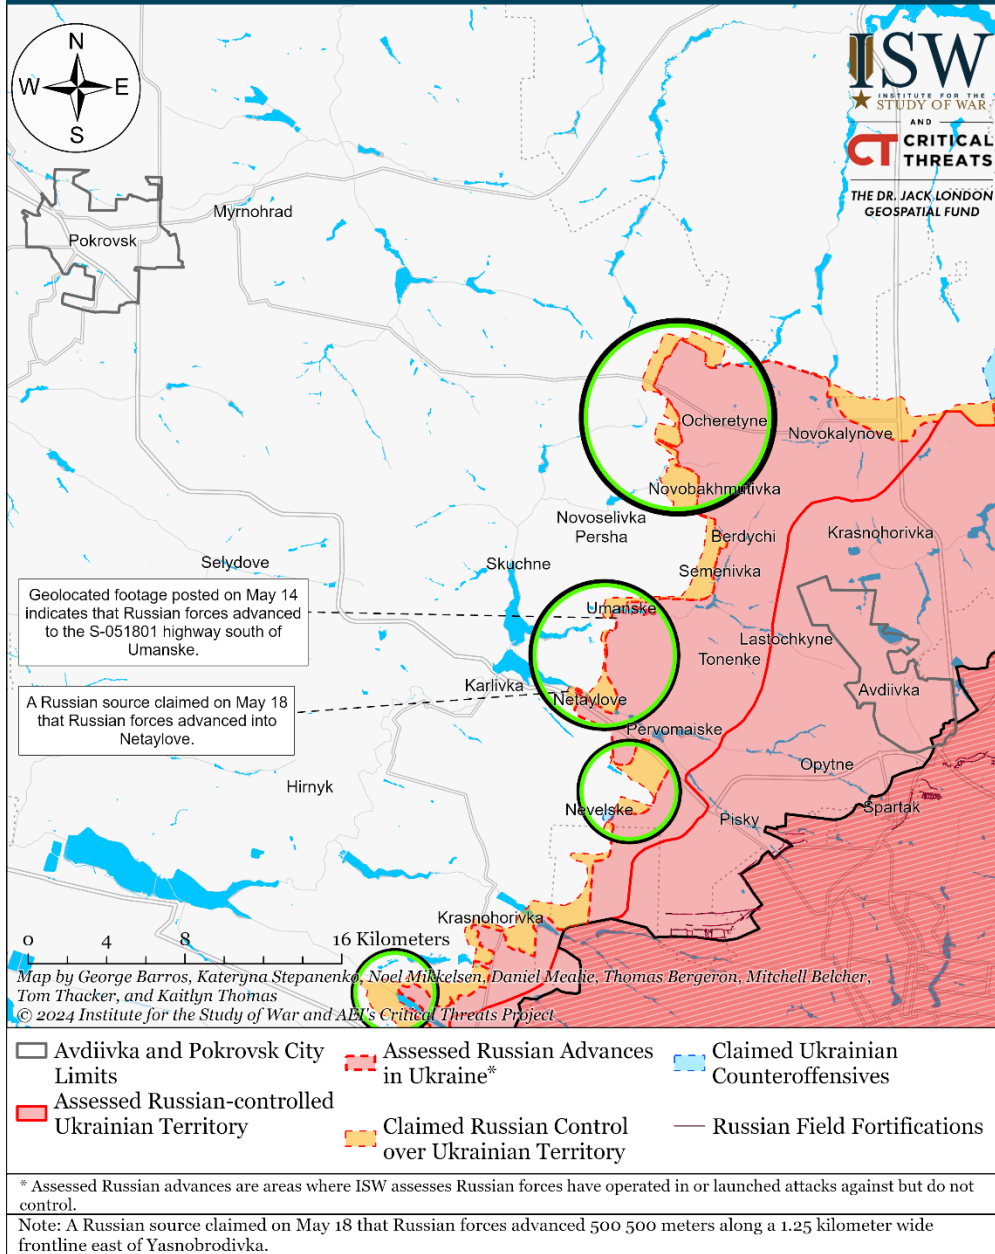 N
W E
S
ISW
INSTITUTE FOR THE
STUDY OF WAR
AND
CT CRITICAL
THREATS
THE DR. JACK LONDON
GEOSPATIAL FUND
Myrnohrad
Pokrovsk
Ocheretyne
Novokalynove
Novobakhmutivka
Novoselivka
Persha
Berdychi
Krasnohorivka
Selydove
Skuchne
Semenivka
Geolocated footage posted on May 14
indicates that Russian forces advanced
to the S-051801 highway south of
Umanske.
Umanske
Lastochkyne
Tonenke
Karlivka
Avdiivka
A Russian source claimed on May 18
that Russian forces advanced into
Netaylove.
Netaylove
Pervomaiske
Opytne
Hirnyk
Nevelske
Spartak
Pisky
Krasnohorivka
0 4 8 16 Kilometers
Map by George Barros, Kateryna Stepanenko, Noel Mikkelsen, Daniel Mealie, Thomas Bergeron, Mitchell Belcher,
Tom Thacker, and Kaitlyn Thomas
© 2024 Institute for the Study of War and AEI's Critical Threats Project
Avdiivka and Pokrovsk City
Limits
Assessed Russian-controlled
Ukrainian Territory
Assessed Russian Advances
in Ukraine*
Claimed Russian Control
over Ukrainian Territory
Claimed Ukrainian
Counteroffensives
Russian Field Fortifications
* Assessed Russian advances are areas where ISW assesses Russian forces have operated in or launched attacks against but do not
control.
Note: A Russian source claimed on May 18 that Russian forces advanced 500 500 meters along a 1.25 kilometer wide
frontline east of Yasnobrodivka.